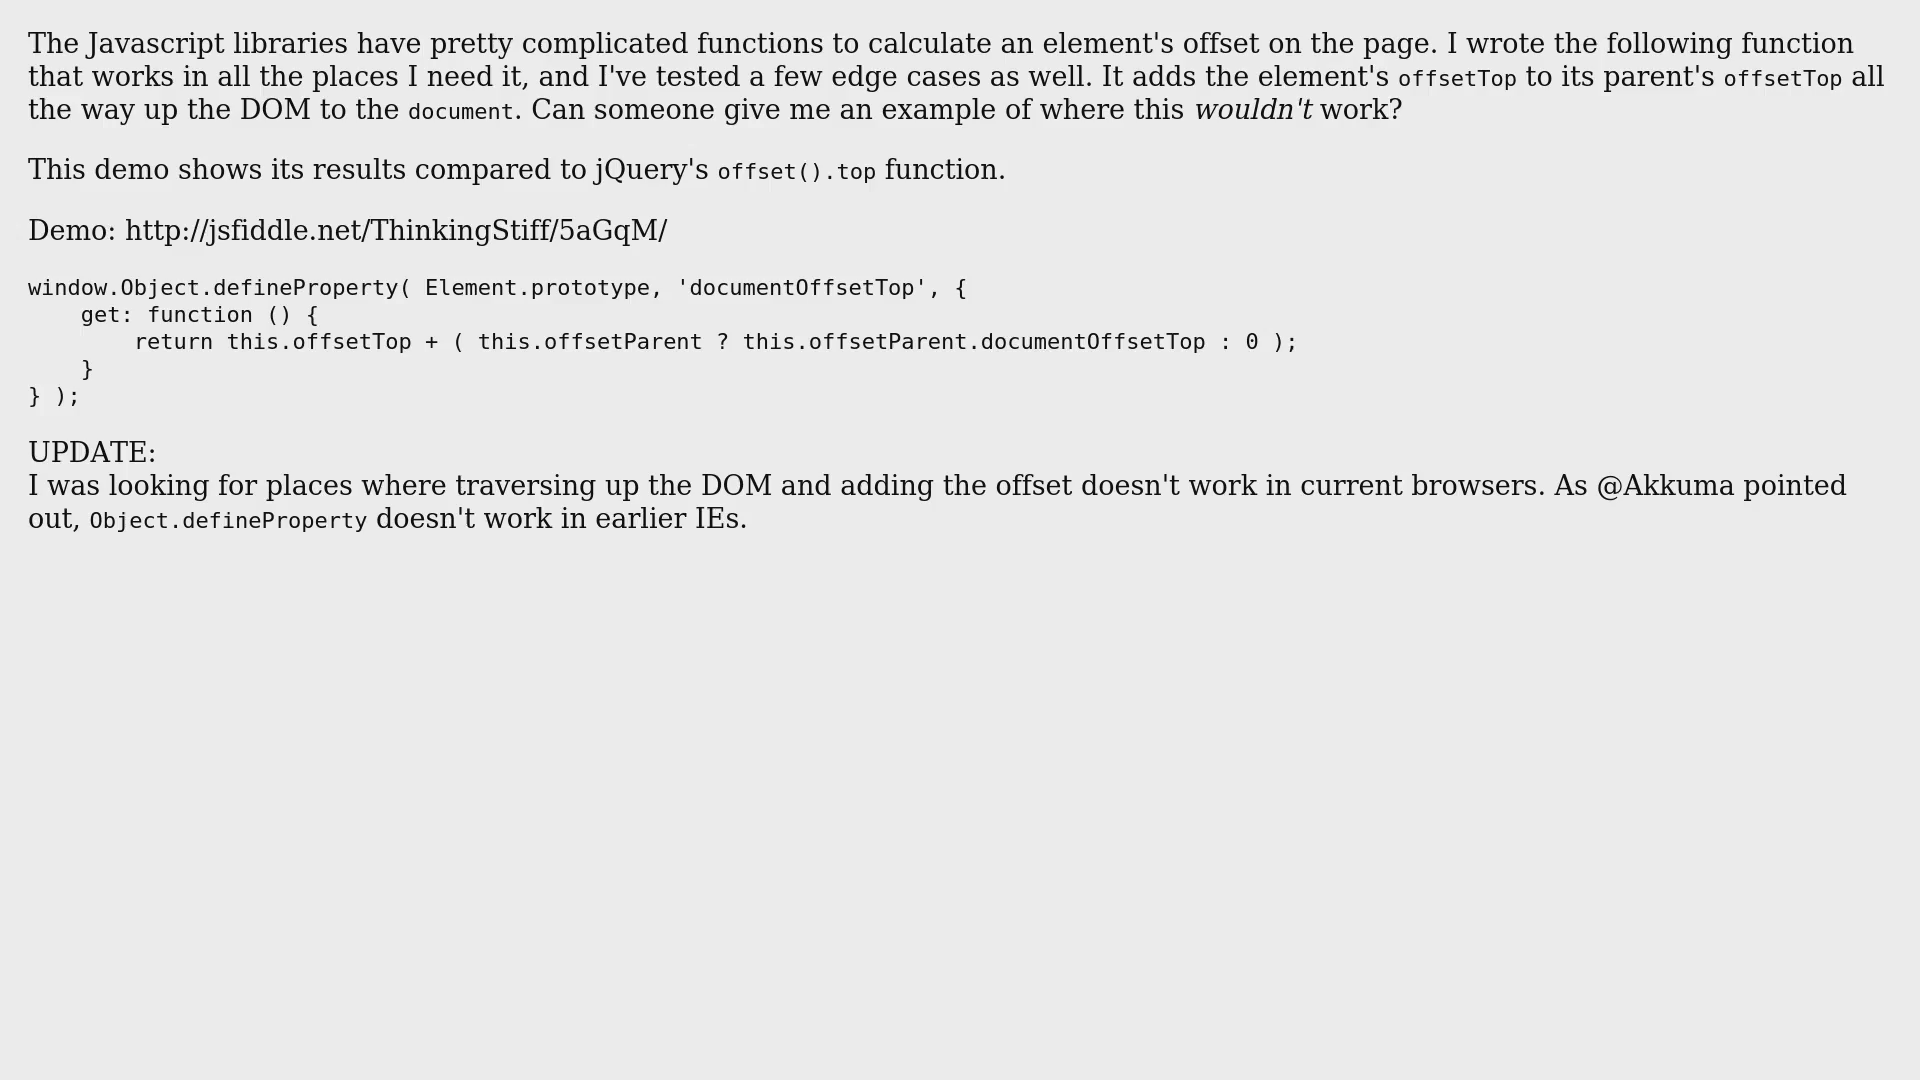 The Javascript libraries have pretty complicated functions to calculate an element's offset on the page. I wrote the following function
that works in all the places I need it, and I've tested a few edge cases as well. It adds the element's offsetTop to its parent's offsetTop all
the way up the DOM to the document. Can someone give me an example of where this wouldn't work?
This demo shows its results compared to jQuery's offset().top function.
Demo: http://jsfiddle.net/ThinkingStiff/5aGqM/
window.Object.defineProperty( Element.prototype, 'documentOffsetTop', {
    get: function () {
        return this.offsetTop + ( this.offsetParent ? this.offsetParent.documentOffsetTop : 0 );
    }
} );
UPDATE:
I was looking for places where traversing up the DOM and adding the offset doesn't work in current browsers. As @Akkuma pointed
out, Object.defineProperty doesn't work in earlier IEs.